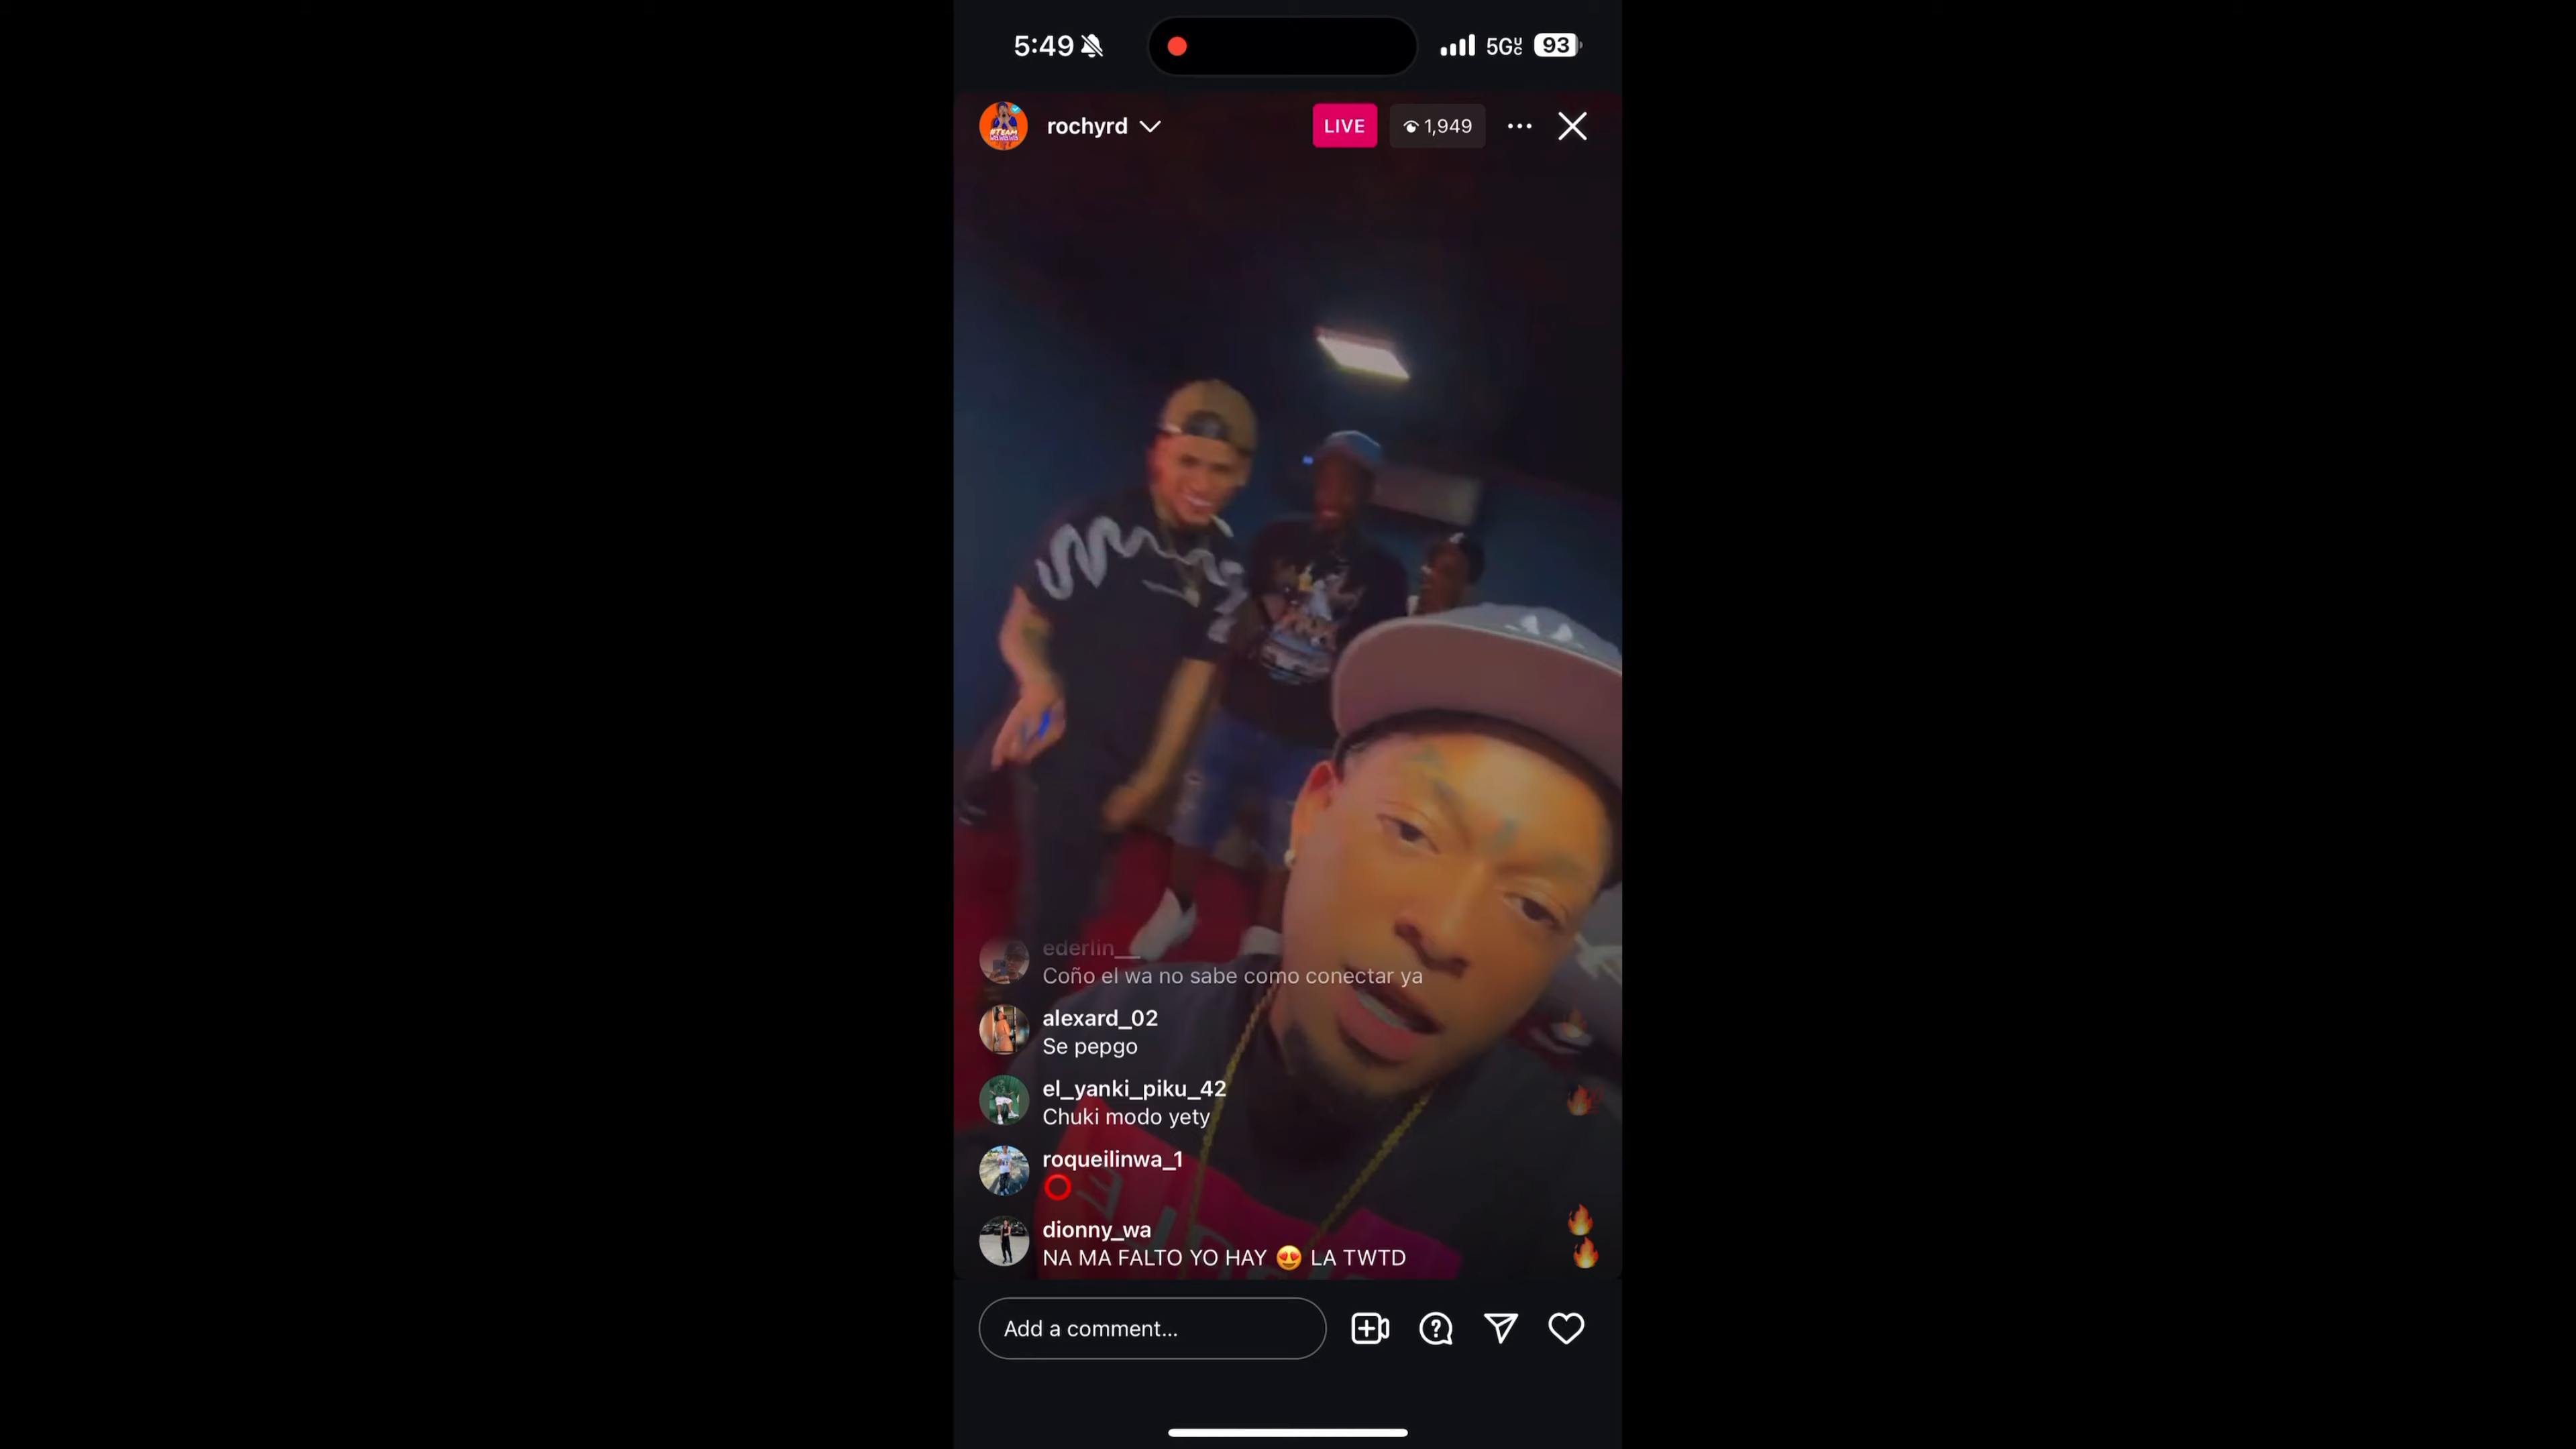 5:49
5G
93
rochyrd
LIVE
1,949
ederlin__
Coño el wa no sabe como conectar ya
alexard_02
Se pepgo
el_yanki_piku_42
Chuki modo yety
roqueilinwa_1
⭕
dionny_wa
NA MA FALTO YO HAY 😍 LA TWTD
Add a comment...